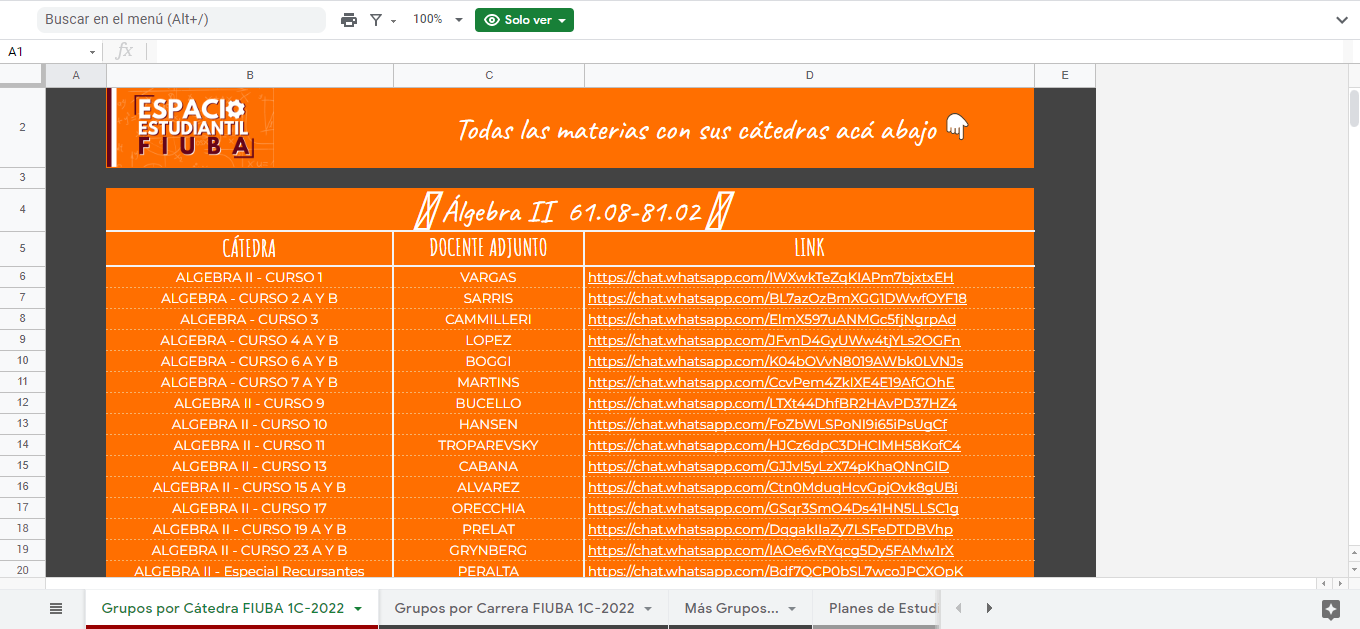 Buscar en el menú (Alt+/)
100%
Solo ver
A1
fx
A B C D E
2 ESPACIO
ESTUDIANTIL
FIUBA
Todas las materias con sus cátedras acá abajo
3
4 Álgebra II 61.08-81.02
5 CÁTEDRA DOCENTE ADJUNTO LINK
6 ALGEBRA II - CURSO 1 VARGAS https://chat.whatsapp.com/IWXwkTeZqKIAPm7bjxtxEH
7 ALGEBRA - CURSO 2 A Y B SARRIS https://chat.whatsapp.com/BL7azOzBmXGG1DWwfOYF18
8 ALGEBRA - CURSO 3 CAMMILLERI https://chat.whatsapp.com/ElmX597uANMGc5fjNgrpAd
9 ALGEBRA - CURSO 4 A Y B LOPEZ https://chat.whatsapp.com/JFvnD4GyUWw4tjYLs2OGFn
10 ALGEBRA - CURSO 6 A Y B BOGGI https://chat.whatsapp.com/K04bOVvN8019AWbk0LVNJs
11 ALGEBRA - CURSO 7 A Y B MARTINS https://chat.whatsapp.com/CcvPem4ZkIXE4E19AfGOhE
12 ALGEBRA II - CURSO 9 BUCELLO https://chat.whatsapp.com/LTXt44DhfBR2HAvPD37HZ4
13 ALGEBRA II - CURSO 10 HANSEN https://chat.whatsapp.com/FoZbWLSPoNI9i65iPsUgCf
14 ALGEBRA II - CURSO 11 TROPAREVSKY https://chat.whatsapp.com/HJCz6dpC3DHClMH58KofC4
15 ALGEBRA II - CURSO 13 CABANA https://chat.whatsapp.com/GJJvI5yLzX74pKhaQNnGID
16 ALGEBRA II - CURSO 15 A Y B ALVAREZ https://chat.whatsapp.com/Ctn0MduqHcvGpjOvk8gUBi
17 ALGEBRA II - CURSO 17 ORECCHIA https://chat.whatsapp.com/GSqr3SmO4Ds41HN5LLSC1g
18 ALGEBRA II - CURSO 19 A Y B PRELAT https://chat.whatsapp.com/DqgakIIaZy7LSFeDTDBVhp
19 ALGEBRA II - CURSO 23 A Y B GRYNBERG https://chat.whatsapp.com/IAOe6vRYqcg5Dy5FAMw1rX
20 ALGEBRA II - Especial Recursantes PERALTA https://chat.whatsapp.com/Bdf7QCP0bSL7wcoJPCXOpK
Grupos por Cátedra FIUBA 1C-2022 Grupos por Carrera FIUBA 1C-2022 Más Grupos... Planes de Estud